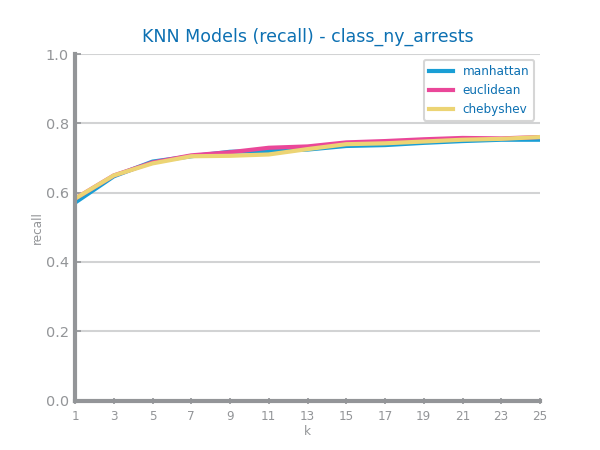 KNN Models (recall) - class_ny_arrests
1.0
0.8
0.6
0.4
0.2
0.0
recall
manhattan
euclidean
chebyshev
1 3 5 7 9 11 13 15 17 19 21 23 25
k